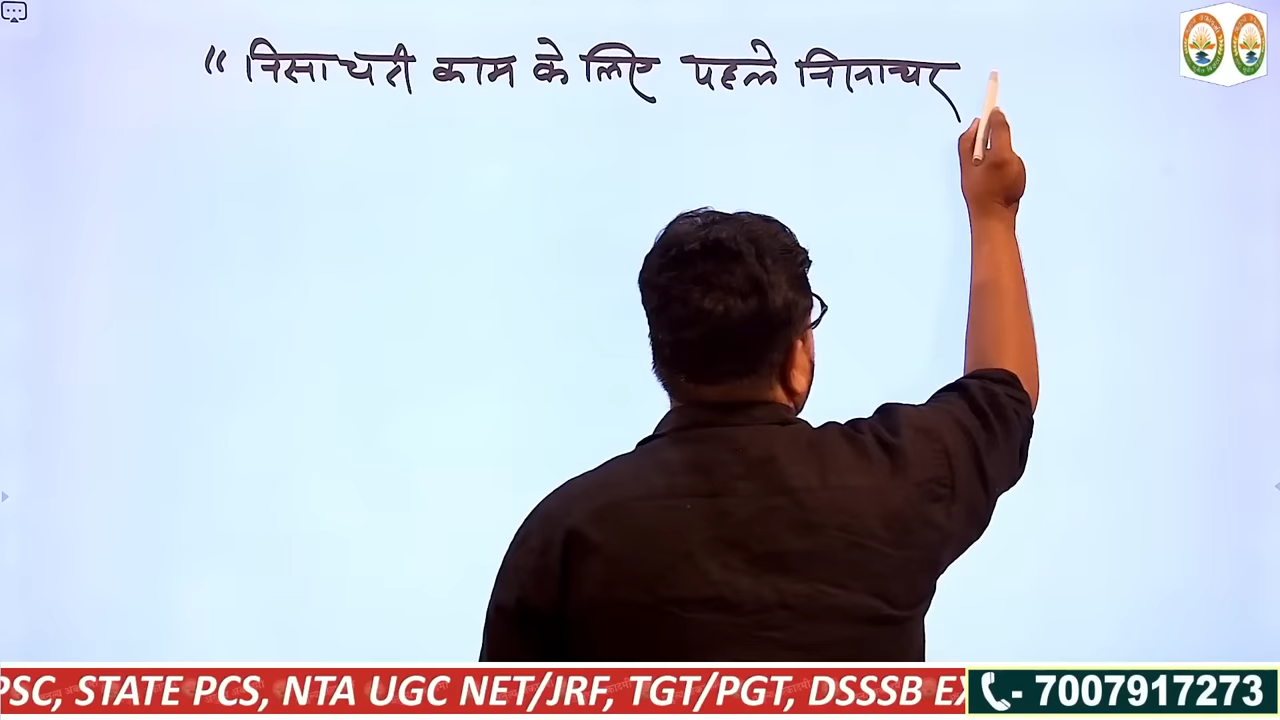 " निसाचरी काम के लिए पहले निशाचर
PSC, STATE PCS, NTA UGC NET/JRF, TGT/PGT, DSSSB EX
- 7007917273